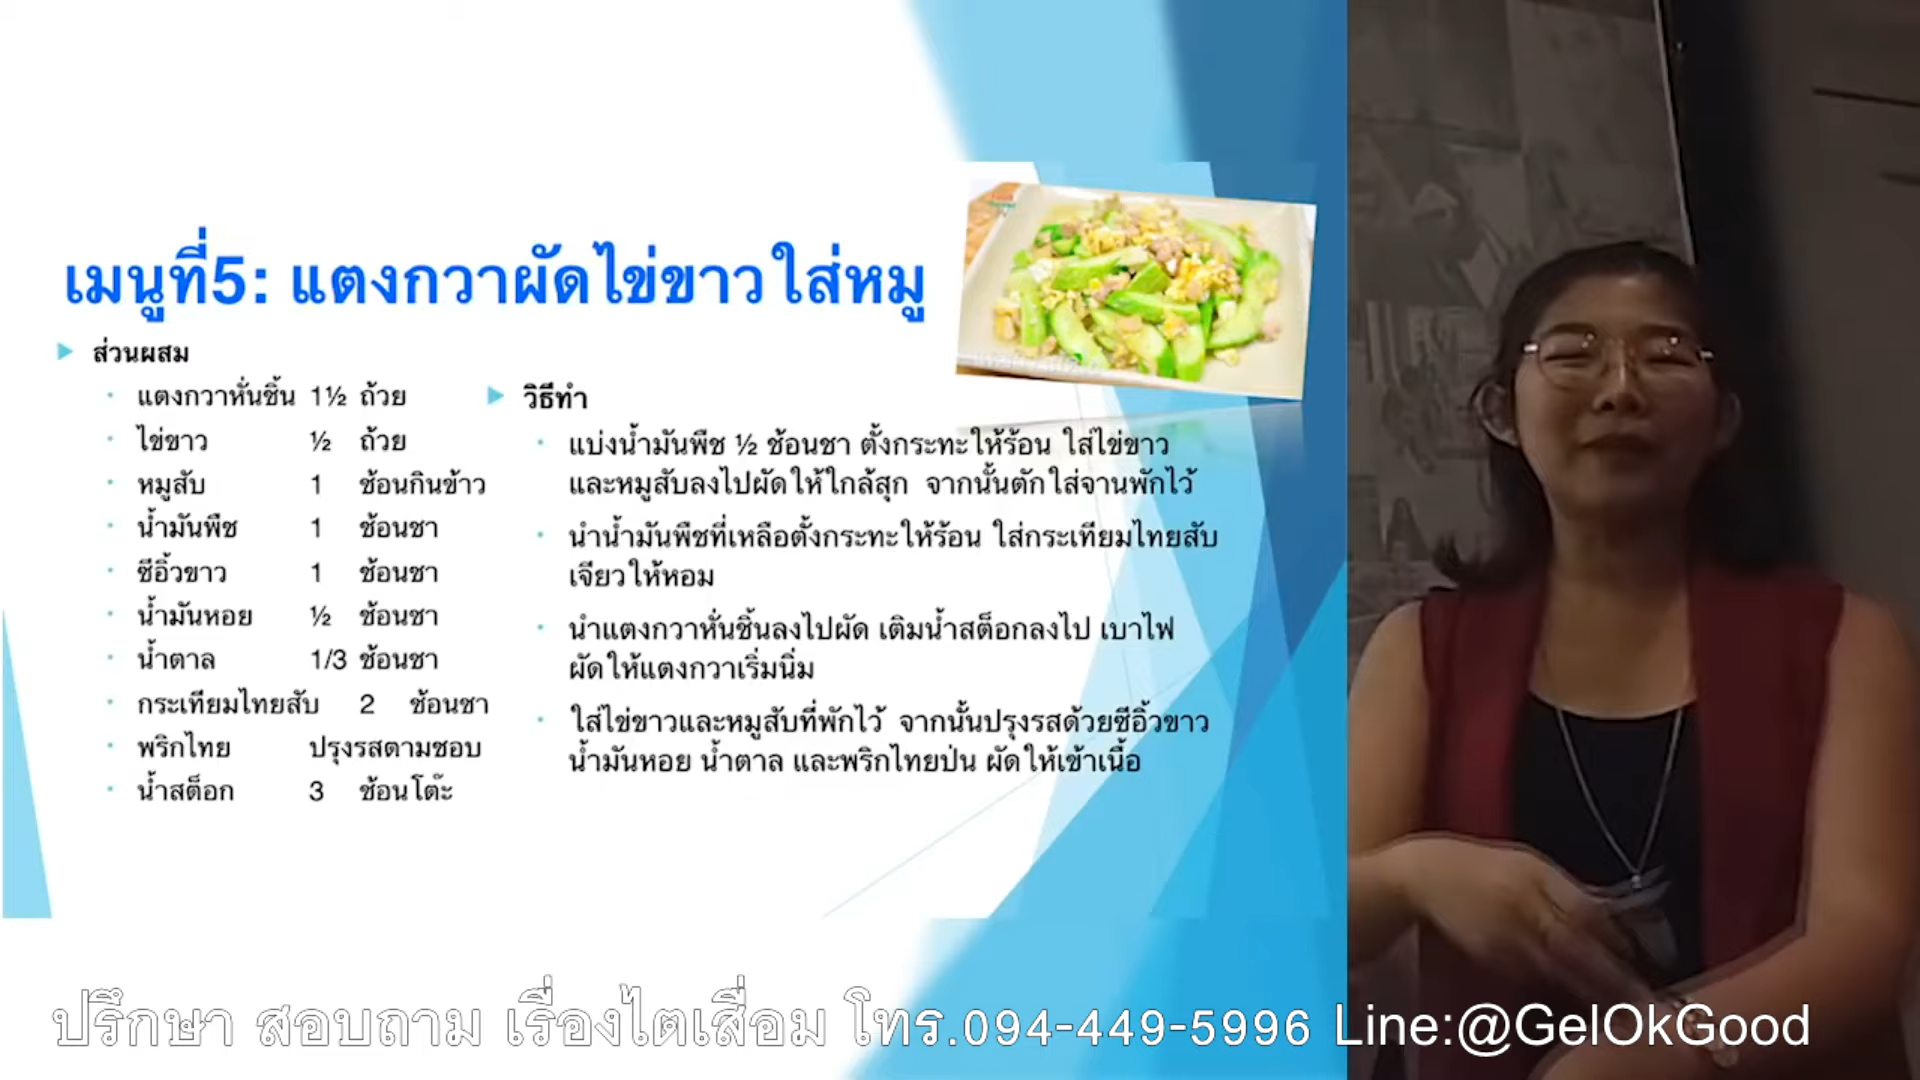 เมนูที่5: แตงกวาผัดไข่ขาวใส่หมู
ส่วนผสม
แตงกวาหั่นชิ้น 1½ ถ้วย
ไข่ขาว ½ ถ้วย
หมูสับ 1 ช้อนกินข้าว
น้ำมันพืช 1 ช้อนชา
ซีอิ๊วขาว 1 ช้อนชา
น้ำมันหอย ½ ช้อนชา
น้ำตาล 1/3 ช้อนชา
กระเทียมไทยสับ 2 ช้อนชา
พริกไทย ปรุงรสตามชอบ
น้ำสต็อก 3 ช้อนโต๊ะ
วิธีทำ
แบ่งน้ำมันพืช ½ ช้อนชา ตั้งกระทะให้ร้อน ใส่ไข่ขาว
และหมูสับลงไปผัดให้ใกล้สุก จากนั้นตักใส่จานพักไว้
นำน้ำมันพืชที่เหลือตั้งกระทะให้ร้อน ใส่กระเทียมไทยสับ
เจียวให้หอม
นำแตงกวาหั่นชิ้นลงไปผัด เติมน้ำสต็อกลงไป เบาไฟ
ผัดให้แตงกวาเริ่มนิ่ม
ใส่ไข่ขาวและหมูสับที่พักไว้ จากนั้นปรุงรสด้วยซีอิ๊วขาว
น้ำมันหอย น้ำตาล และพริกไทยป่น ผัดให้เข้าเนื้อ
ปรึกษา สอบถาม เรื่องไตเสื่อม โทร.094-449-5996 Line:@GelOkGood